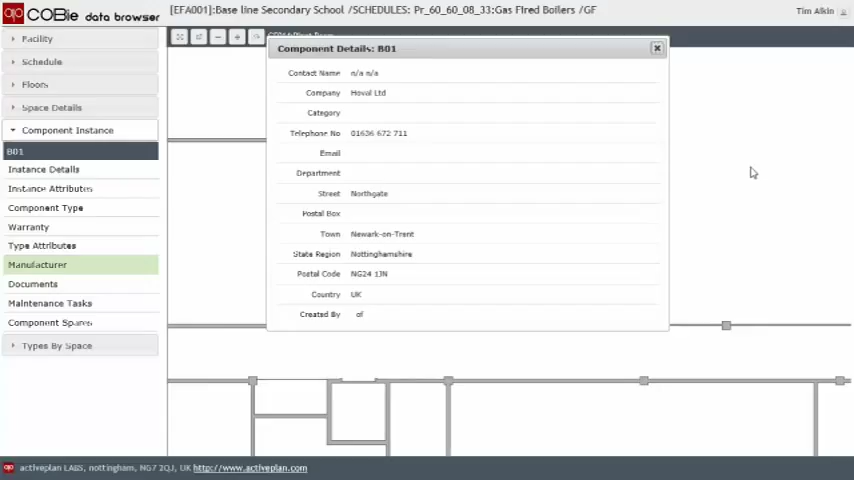 COBie data browser
[EFA001]:Base line Secondary School /SCHEDULES: Pr_60_60_08_33:Gas Fired Boilers /GF
Tim Aikin
Facility
Schedule
Floors
Space Details
Component Instance
B01
Instance Details
Instance Attributes
Component Type
Warranty
Type Attributes
Manufacturer
Documents
Maintenance Tasks
Component Spares
Types By Space
Component Details: B01
Contact Name n/a n/a
Company Hoval Ltd
Category
Telephone No 01636 672 711
Email
Department
Street Northgate
Postal Box
Town Newark-on-Trent
State Region Nottinghamshire
Postal Code NG24 1JN
Country UK
Created By of
activeplan LABS, nottingham, NG7 2QJ, UK http://www.activeplan.com